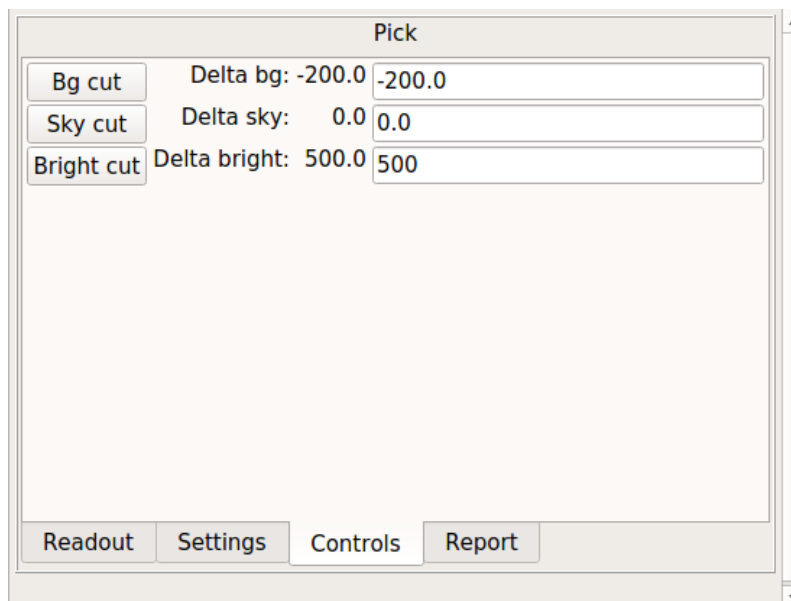 Pick
Bg cut Delta bg: -200.0 -200.0
Sky cut Delta sky: 0.0 0.0
Bright cut Delta bright: 500.0 500
Readout Settings Controls Report